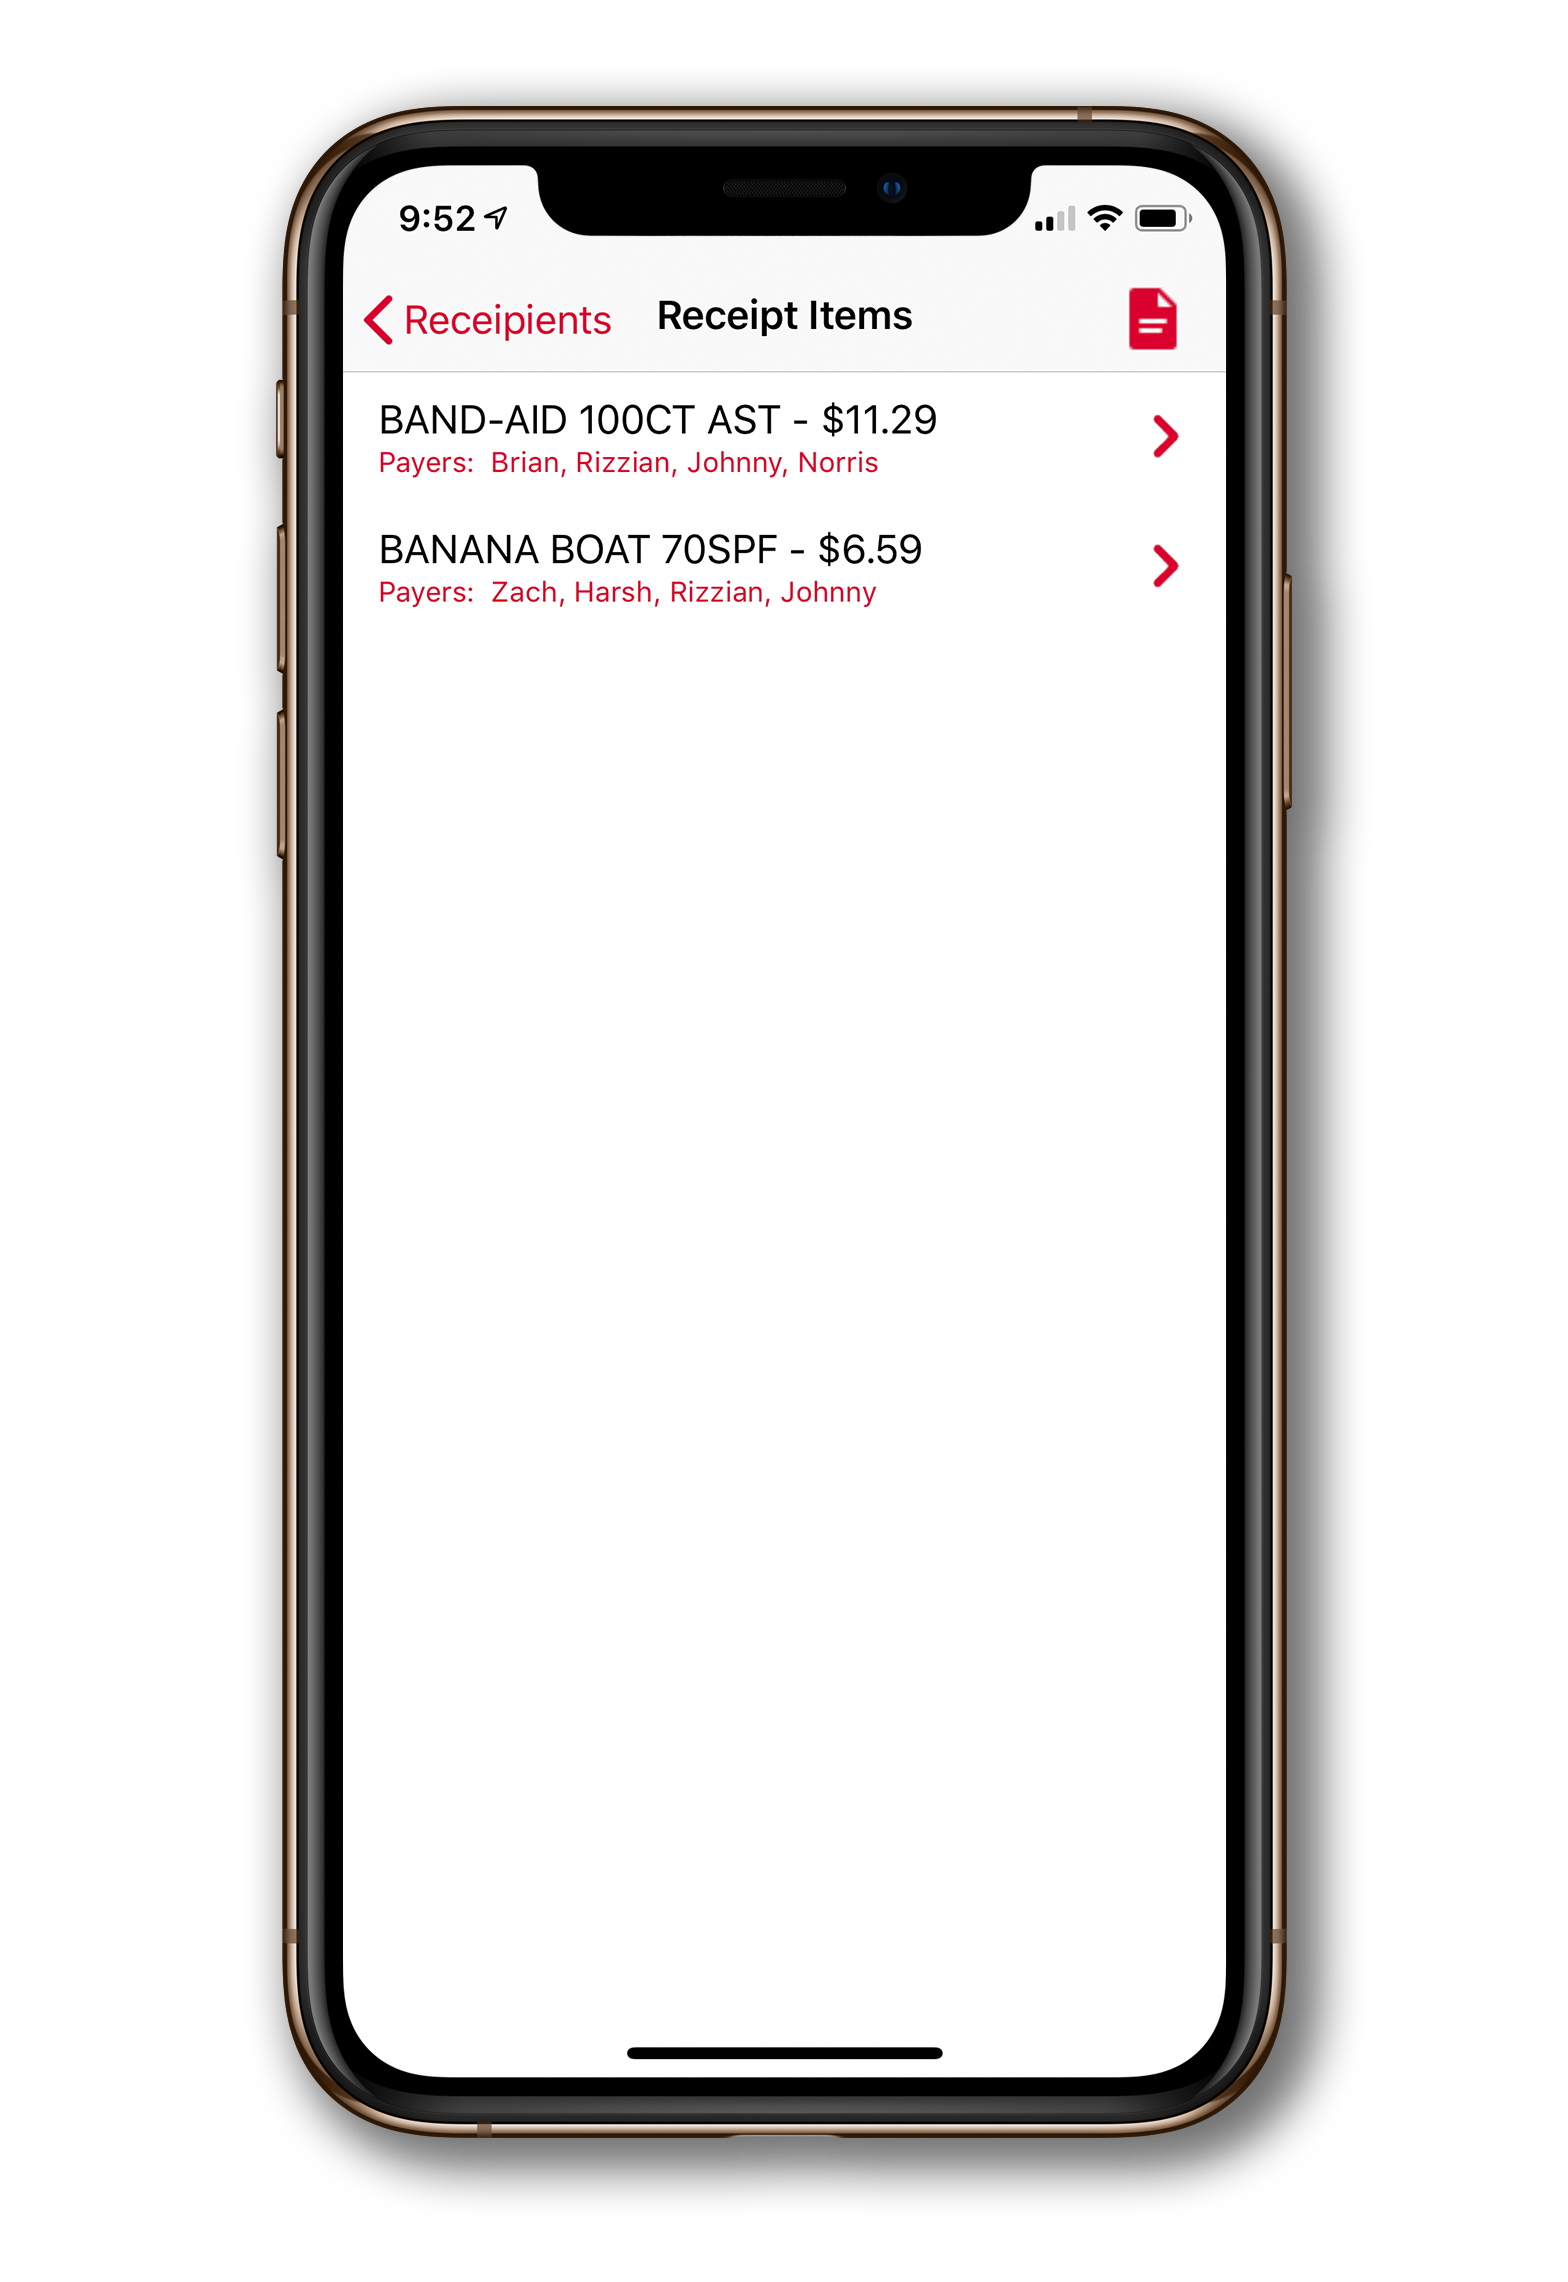 9:52
Receipients
Receipt Items
BAND-AID 100CT AST - $11.29
Payers: Brian, Rizzian, Johnny, Norris
BANANA BOAT 70SPF - $6.59
Payers: Zach, Harsh, Rizzian, Johnny